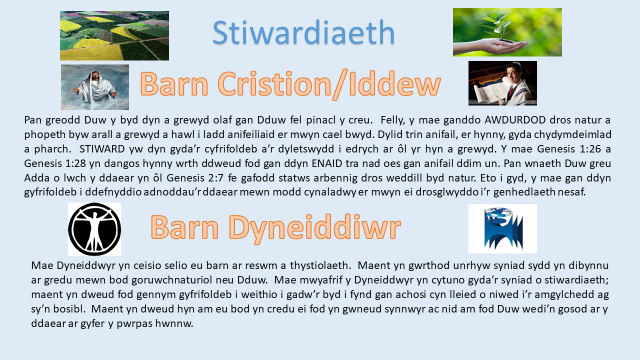 Stiwardiaeth
Barn Cristion/Iddew
Pan greodd Duw y byd dyn a grewyd olaf gan Dduw fel pinacl y creu. Felly, y mae ganddo AWDURDOD dros natur a
phopeth byw arall a grewyd a hawl i ladd anifeiliaid er mwyn cael bwyd. Dylid trin anifail, er hynny, gyda chydymdeimlad
a pharch. STIWARD yw dyn gyda'r cyfrifoldeb a'r dyletswydd i edrych ar ôl yr hyn a grewyd. Y mae Genesis 1:26 a
Genesis 1:28 yn dangos hynny wrth ddweud fod gan ddyn ENAID tra nad oes gan anifail ddim un. Pan wnaeth Duw greu
Adda o lwch y ddaear yn ôl Genesis 2:7 fe gafodd statws arbennig dros weddill byd natur. Eto i gyd, y mae gan ddyn
gyfrifoldeb i ddefnyddio adnoddau'r ddaear mewn modd cynaladwy er mwyn ei drosglwyddo i'r genhedlaeth nesaf.
Barn Dyneiddiwr
Mae Dyneiddwyr yn ceisio selio eu barn ar reswm a thystiolaeth. Maent yn gwrthod unrhyw syniad sydd yn dibynnu
ar gredu mewn bod goruwchnaturiol neu Dduw. Mae mwyafrif y Dyneiddwyr yn cytuno gyda'r syniad o stiwardiaeth;
maent yn dweud fod gennym gyfrifoldeb i weithio i gadw'r byd i fynd gan achosi cyn lleied o niwed i'r amgylchedd ag
sy'n bosibl. Maent yn dweud hyn am eu bod yn credu ei fod yn gwneud synnwyr ac nid am fod Duw wedi'n gosod ar y
ddaear ar gyfer y pwrpas hwnnw.